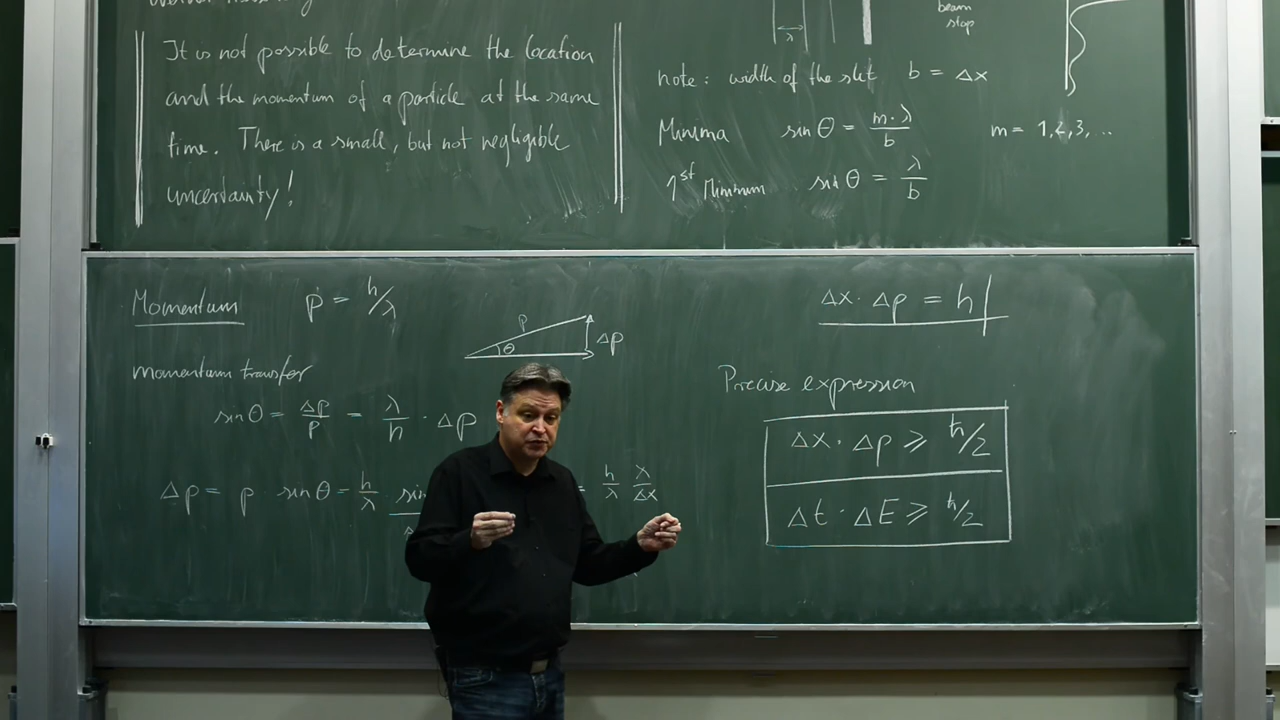 It is not possible to determine the location
and the momentum of a particle at the same
time. There is a small, but not negligible
uncertainty!
λ
beam
stop
note: width of the slit b = Δx
Minima sin θ = m·λ/b m = 1,2,3,..
1st Minimum sin θ = λ/b
Momentum p = h/λ
p
θ
Δp
momentum transfer
sin θ = Δp/p = λ/h · Δp
Δp = p sin θ = h/λ sin
= h/λ λ/Δx
Δx · Δp = h
Precise expression
Δx · Δp ⩾ ħ/2
Δt · ΔE ⩾ ħ/2